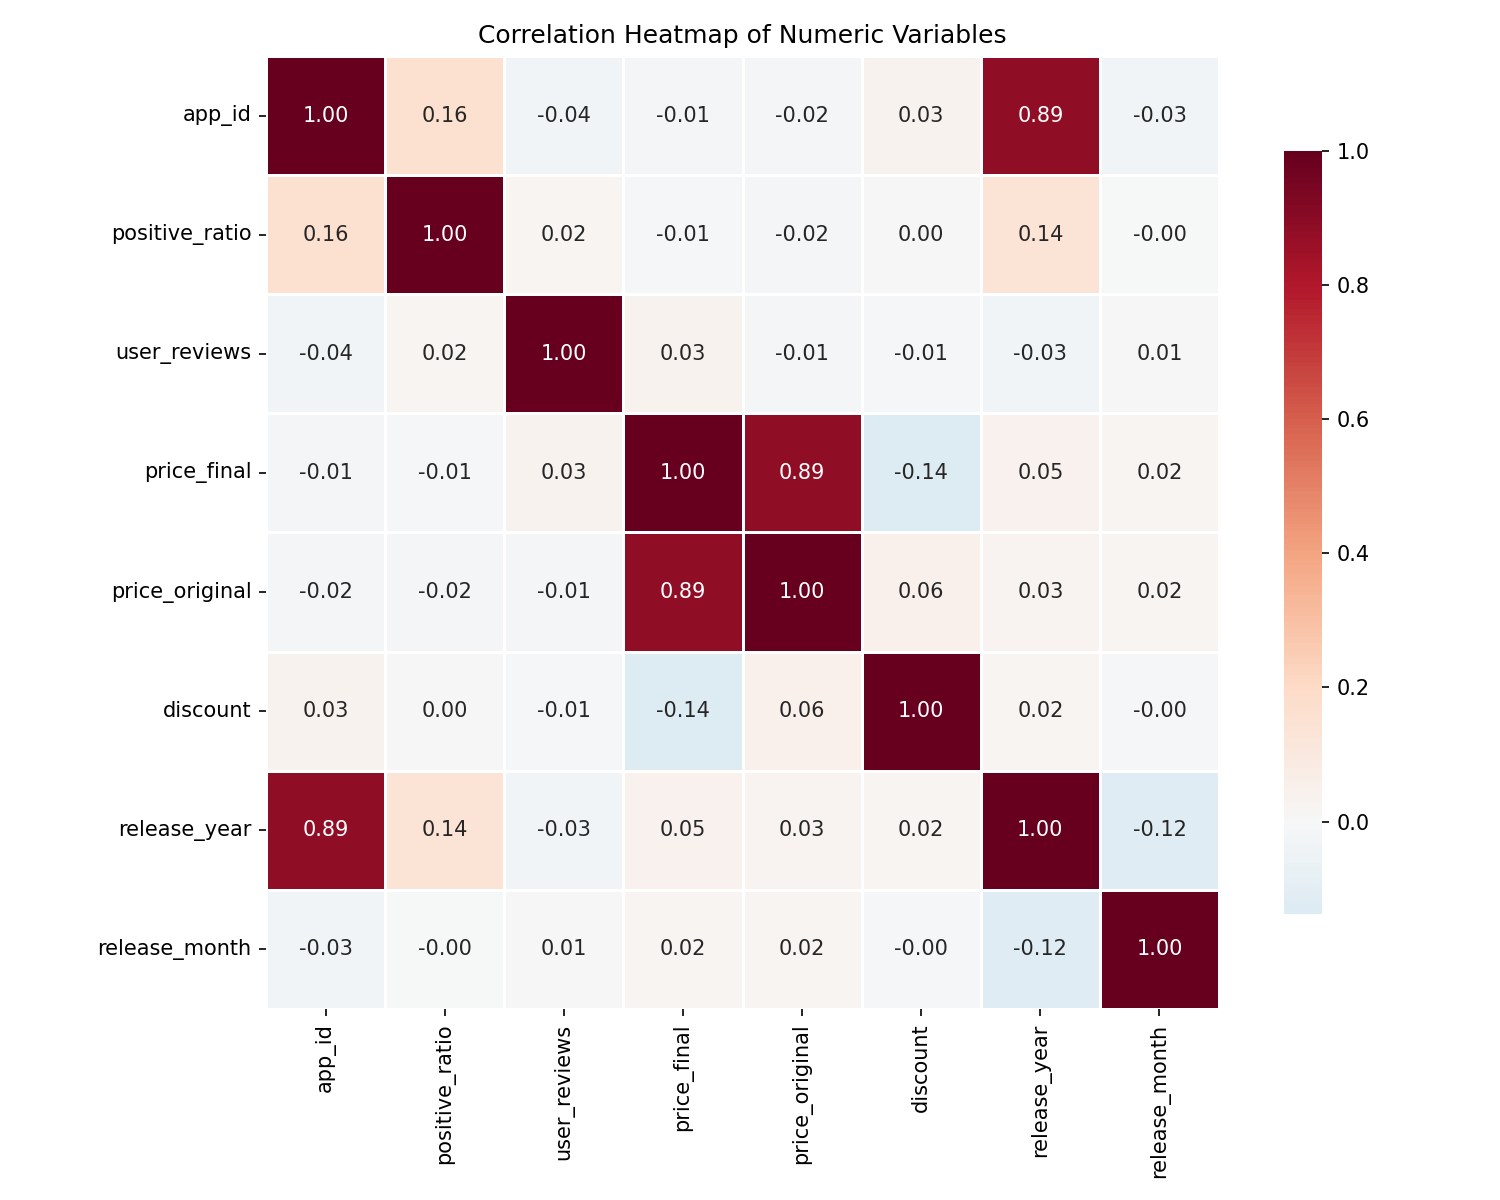 Correlation Heatmap of Numeric Variables
app_id 1.00 0.16 -0.04 -0.01 -0.02 0.03 0.89 -0.03
positive_ratio 0.16 1.00 0.02 -0.01 -0.02 0.00 0.14 -0.00
user_reviews -0.04 0.02 1.00 0.03 -0.01 -0.01 -0.03 0.01
price_final -0.01 -0.01 0.03 1.00 0.89 -0.14 0.05 0.02
price_original -0.02 -0.02 -0.01 0.89 1.00 0.06 0.03 0.02
discount 0.03 0.00 -0.01 -0.14 0.06 1.00 0.02 -0.00
release_year 0.89 0.14 -0.03 0.05 0.03 0.02 1.00 -0.12
release_month -0.03 -0.00 0.01 0.02 0.02 -0.00 -0.12 1.00
app_id
positive_ratio
user_reviews
price_final
price_original
discount
release_year
release_month
1.0
0.8
0.6
0.4
0.2
0.0